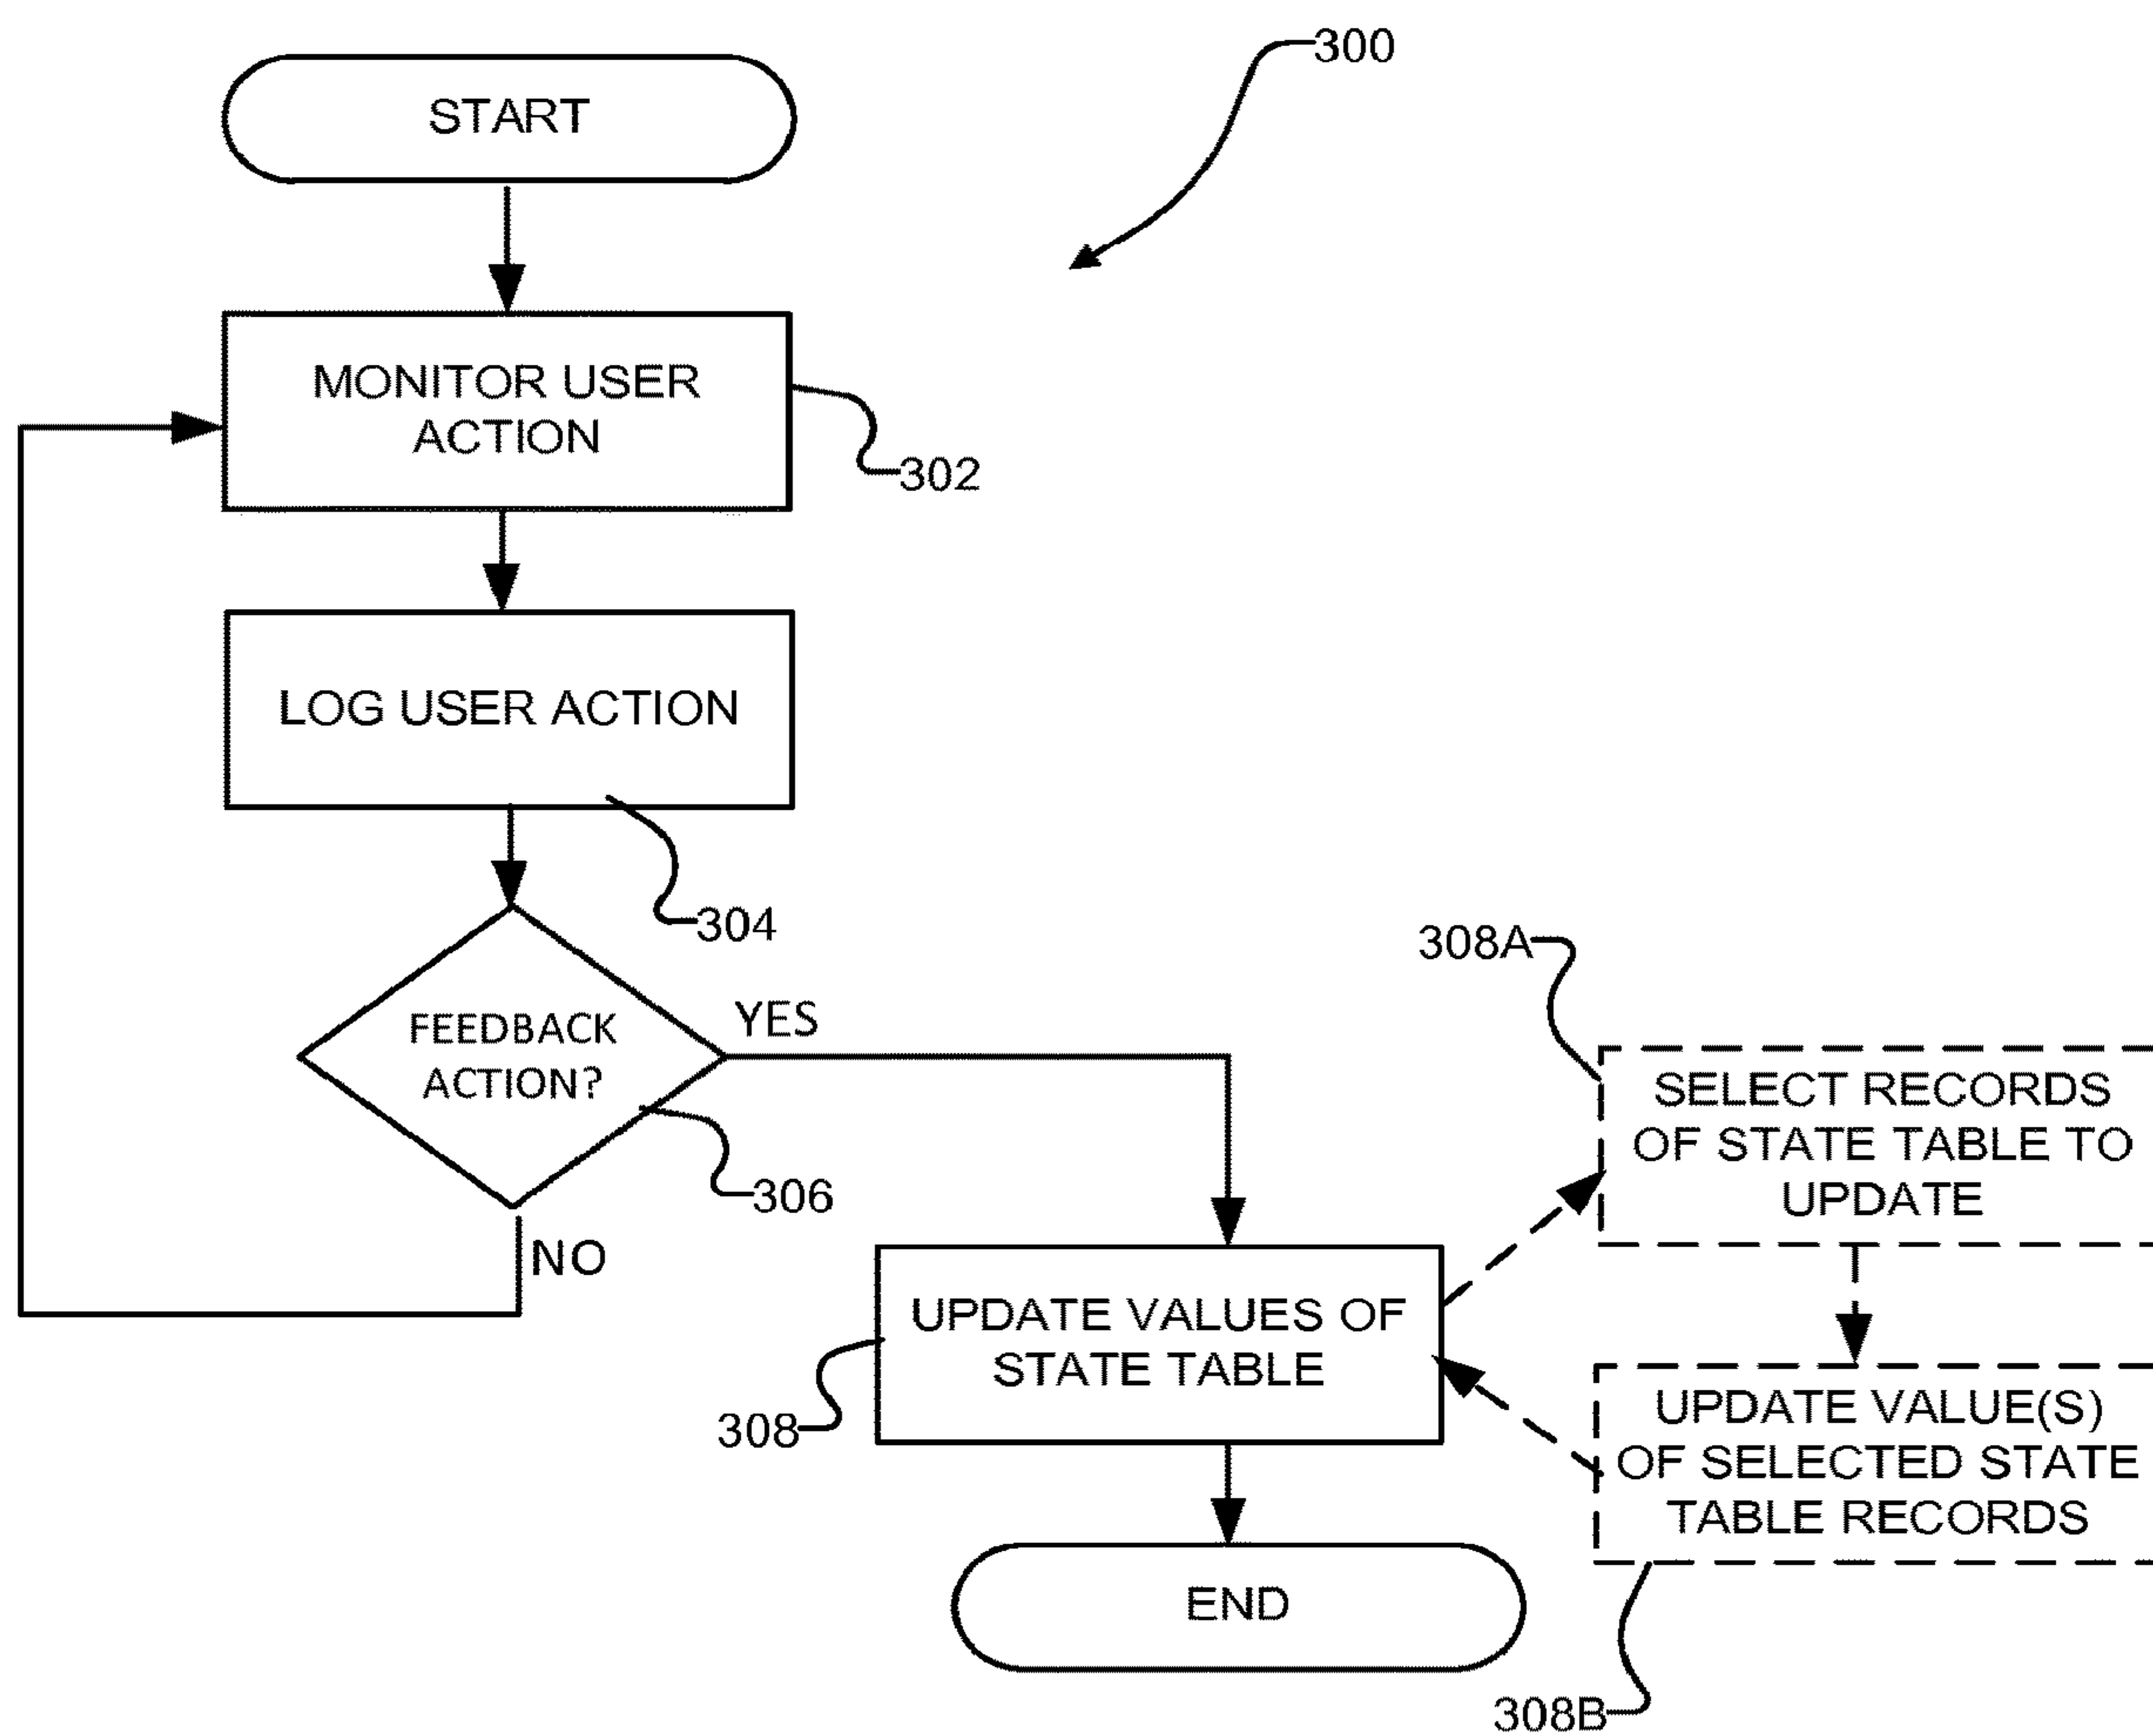 300
START
MONITOR USER
ACTION
302
LOG USER ACTION
304
FEEDBACK
ACTION?
YES
306
NO
308A
SELECT RECORDS
OF STATE TABLE TO
UPDATE
UPDATE VALUES OF
STATE TABLE
308
UPDATE VALUE(S)
OF SELECTED STATE
TABLE RECORDS
308B
END